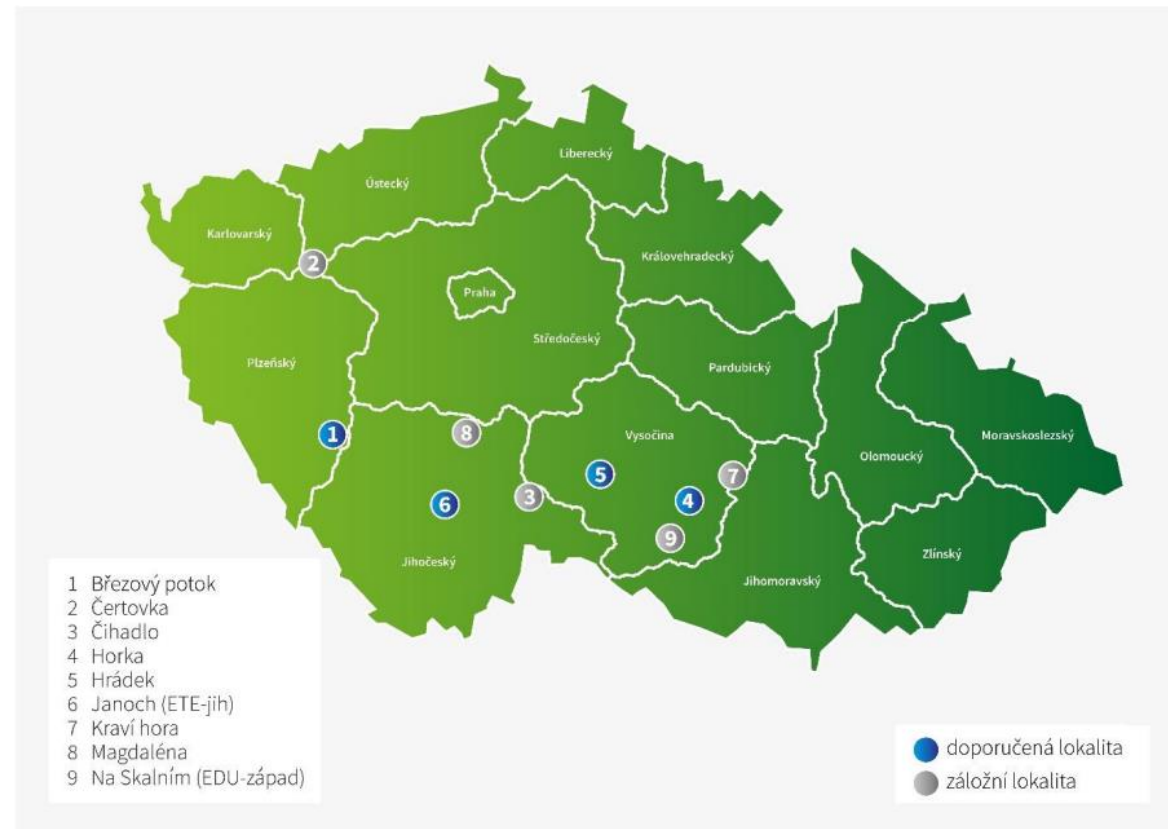 Liberecký
Ústecký
Karlovarský
Královehradecký
2
Praha
Středočeský
Plzeňský
Pardubický
1
8
Vysočina
Moravskoslezský
Olomoucký
5
7
3
6
4
9
Zlínský
Jihočeský
Jihomoravský
1 Březový potok
2 Čertovka
3 Čihadlo
4 Horka
5 Hrádek
6 Janoch (ETE-jih)
7 Kraví hora
8 Magdaléna
9 Na Skalním (EDU-západ)
doporučená lokalita
záložní lokalita